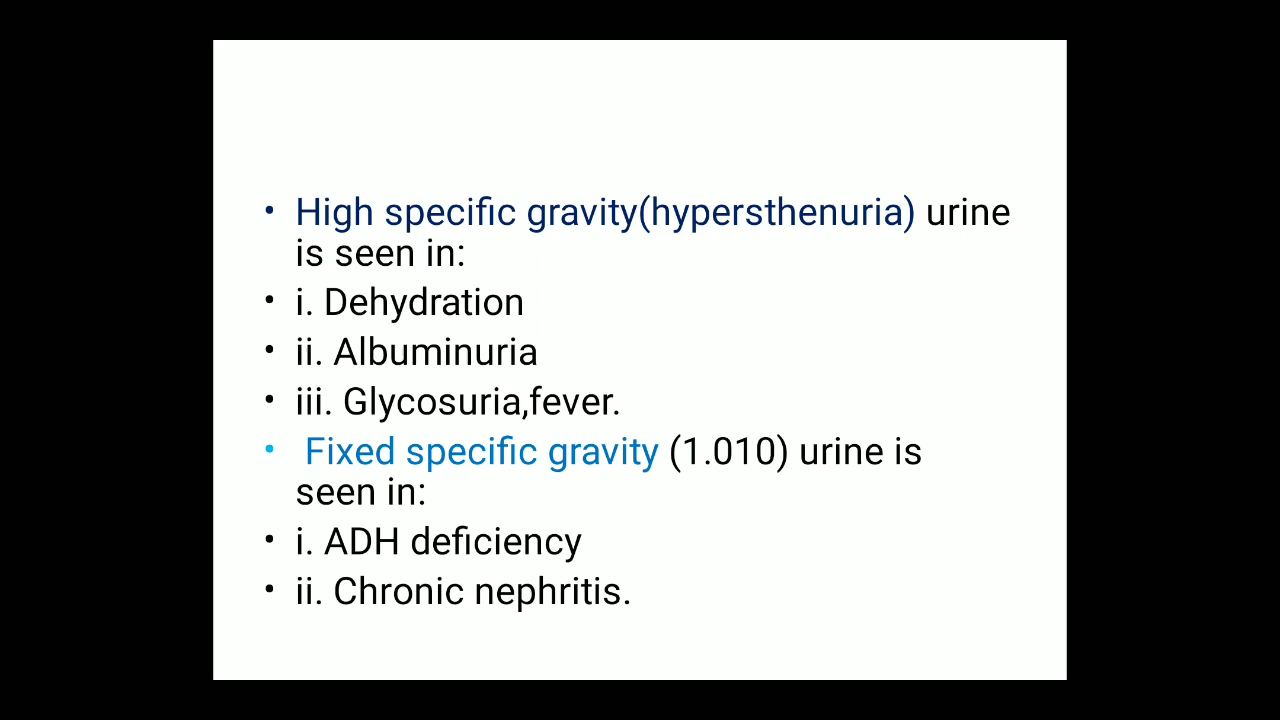 • High specific gravity(hypersthenuria) urine
is seen in:
• i. Dehydration
• ii. Albuminuria
• iii. Glycosuria,fever.
• Fixed specific gravity (1.010) urine is
seen in:
• i. ADH deficiency
• ii. Chronic nephritis.